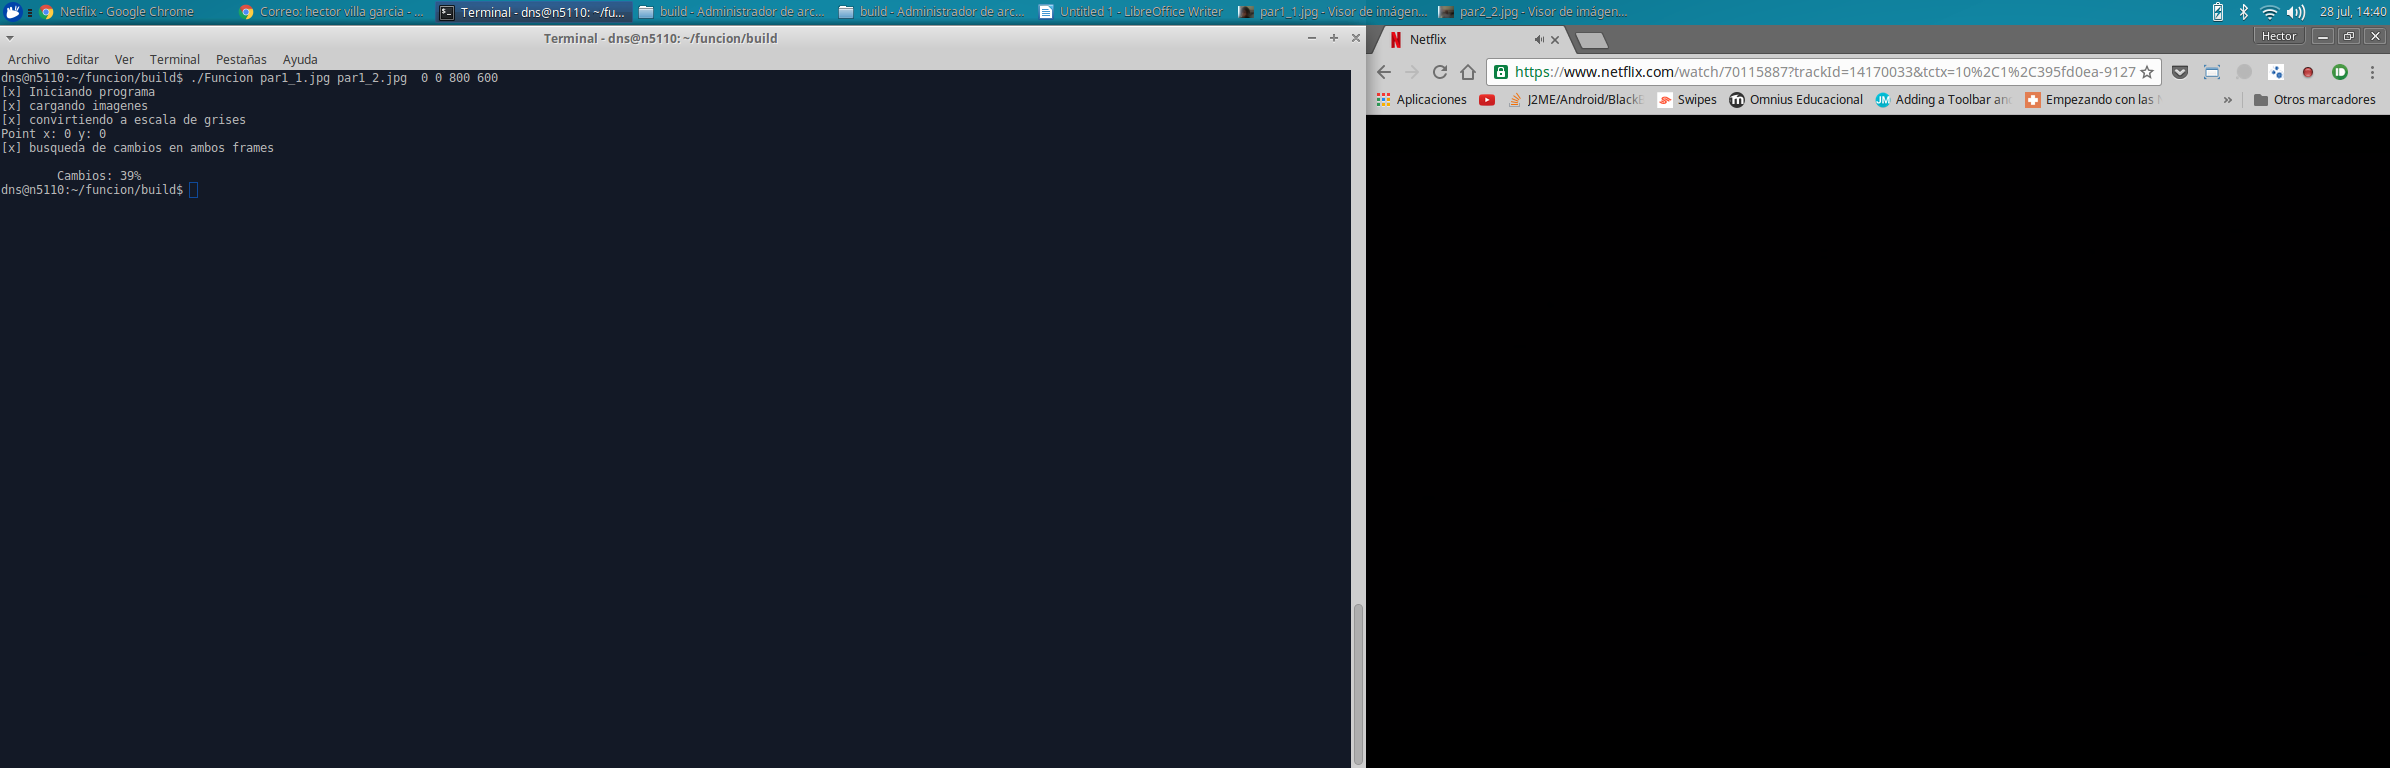 Netflix - Google Chrome
Correo: hector villa garcia - ...
Terminal - dns@n5110: ~/fu...
build - Administrador de arc...
build - Administrador de arc...
Untitled 1 - LibreOffice Writer
par1_1.jpg - Visor de imágen...
par2_2.jpg - Visor de imágen...
28 jul, 14:40
Terminal - dns@n5110: ~/funcion/build
Archivo Editar Ver Terminal Pestañas Ayuda
dns@n5110:~/funcion/build$ ./Funcion par1_1.jpg par1_2.jpg  0 0 800 600
[x] Iniciando programa
[x] cargando imagenes
[x] convirtiendo a escala de grises
Point x: 0 y: 0
[x] busqueda de cambios en ambos frames
Cambios: 39%
dns@n5110:~/funcion/build$
Netflix
Hector
https://www.netflix.com/watch/70115887?trackId=14170033&tctx=10%2C1%2C395fd0ea-9127
Aplicaciones
J2ME/Android/BlackB
Swipes
Omnius Educacional
Adding a Toolbar an
Empezando con las
» Otros marcadores